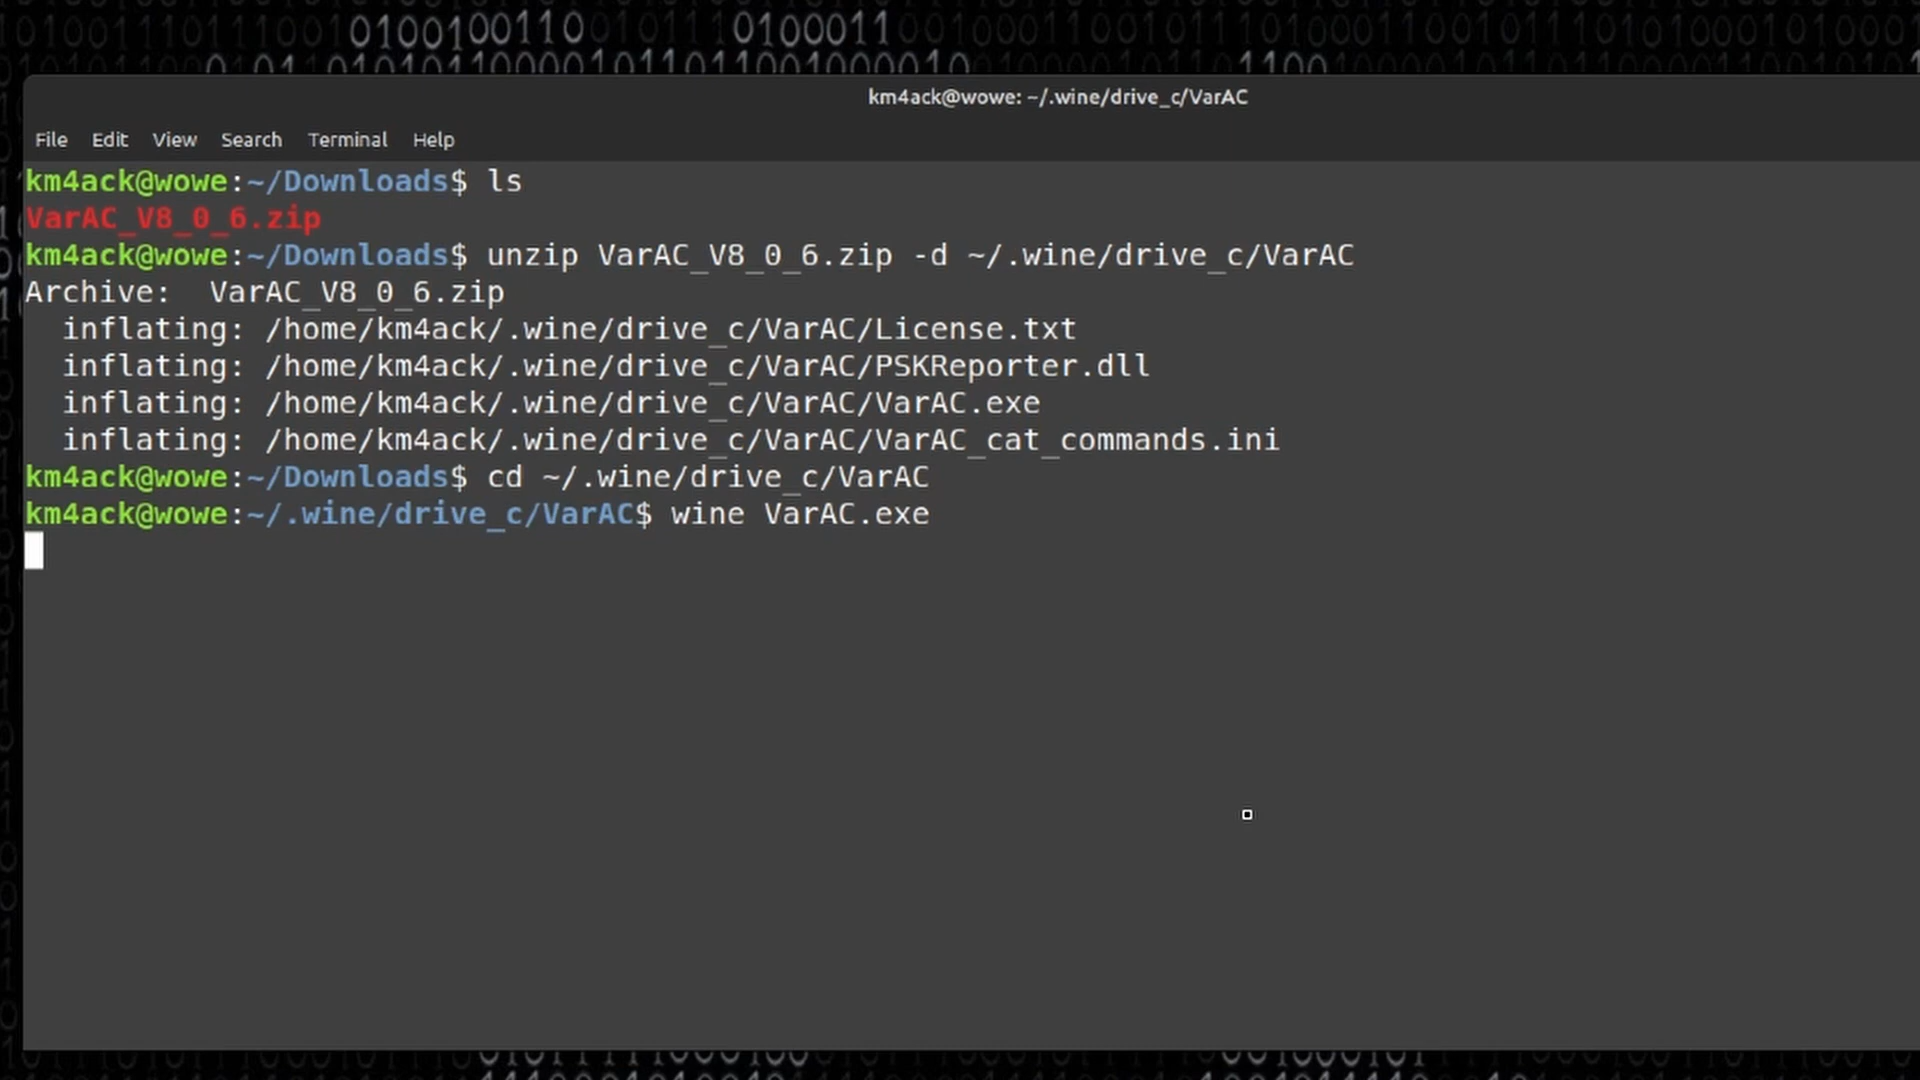 km4ack@wowe: ~/.wine/drive_c/VarAC
File Edit View Search Terminal Help
km4ack@wowe:~/Downloads$ ls
VarAC_V8_0_6.zip
km4ack@wowe:~/Downloads$ unzip VarAC_V8_0_6.zip -d ~/.wine/drive_c/VarAC
Archive:  VarAC_V8_0_6.zip
  inflating: /home/km4ack/.wine/drive_c/VarAC/License.txt
  inflating: /home/km4ack/.wine/drive_c/VarAC/PSKReporter.dll
  inflating: /home/km4ack/.wine/drive_c/VarAC/VarAC.exe
  inflating: /home/km4ack/.wine/drive_c/VarAC/VarAC_cat_commands.ini
km4ack@wowe:~/Downloads$ cd ~/.wine/drive_c/VarAC
km4ack@wowe:~/.wine/drive_c/VarAC$ wine VarAC.exe